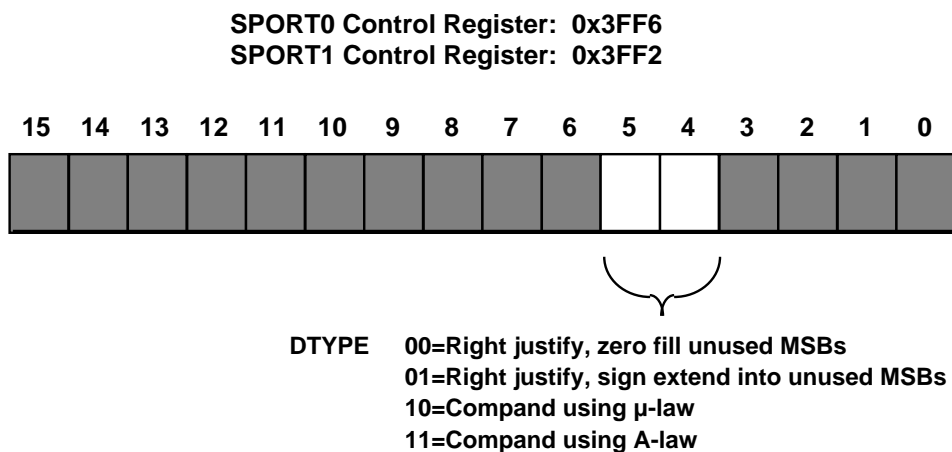 SPORT0 Control Register: 0x3FF6
SPORT1 Control Register: 0x3FF2
15 14 13 12 11 10 9 8 7 6 5 4 3 2 1 0
DTYPE 00=Right justify, zero fill unused MSBs
01=Right justify, sign extend into unused MSBs
10=Compand using µ-law
11=Compand using A-law